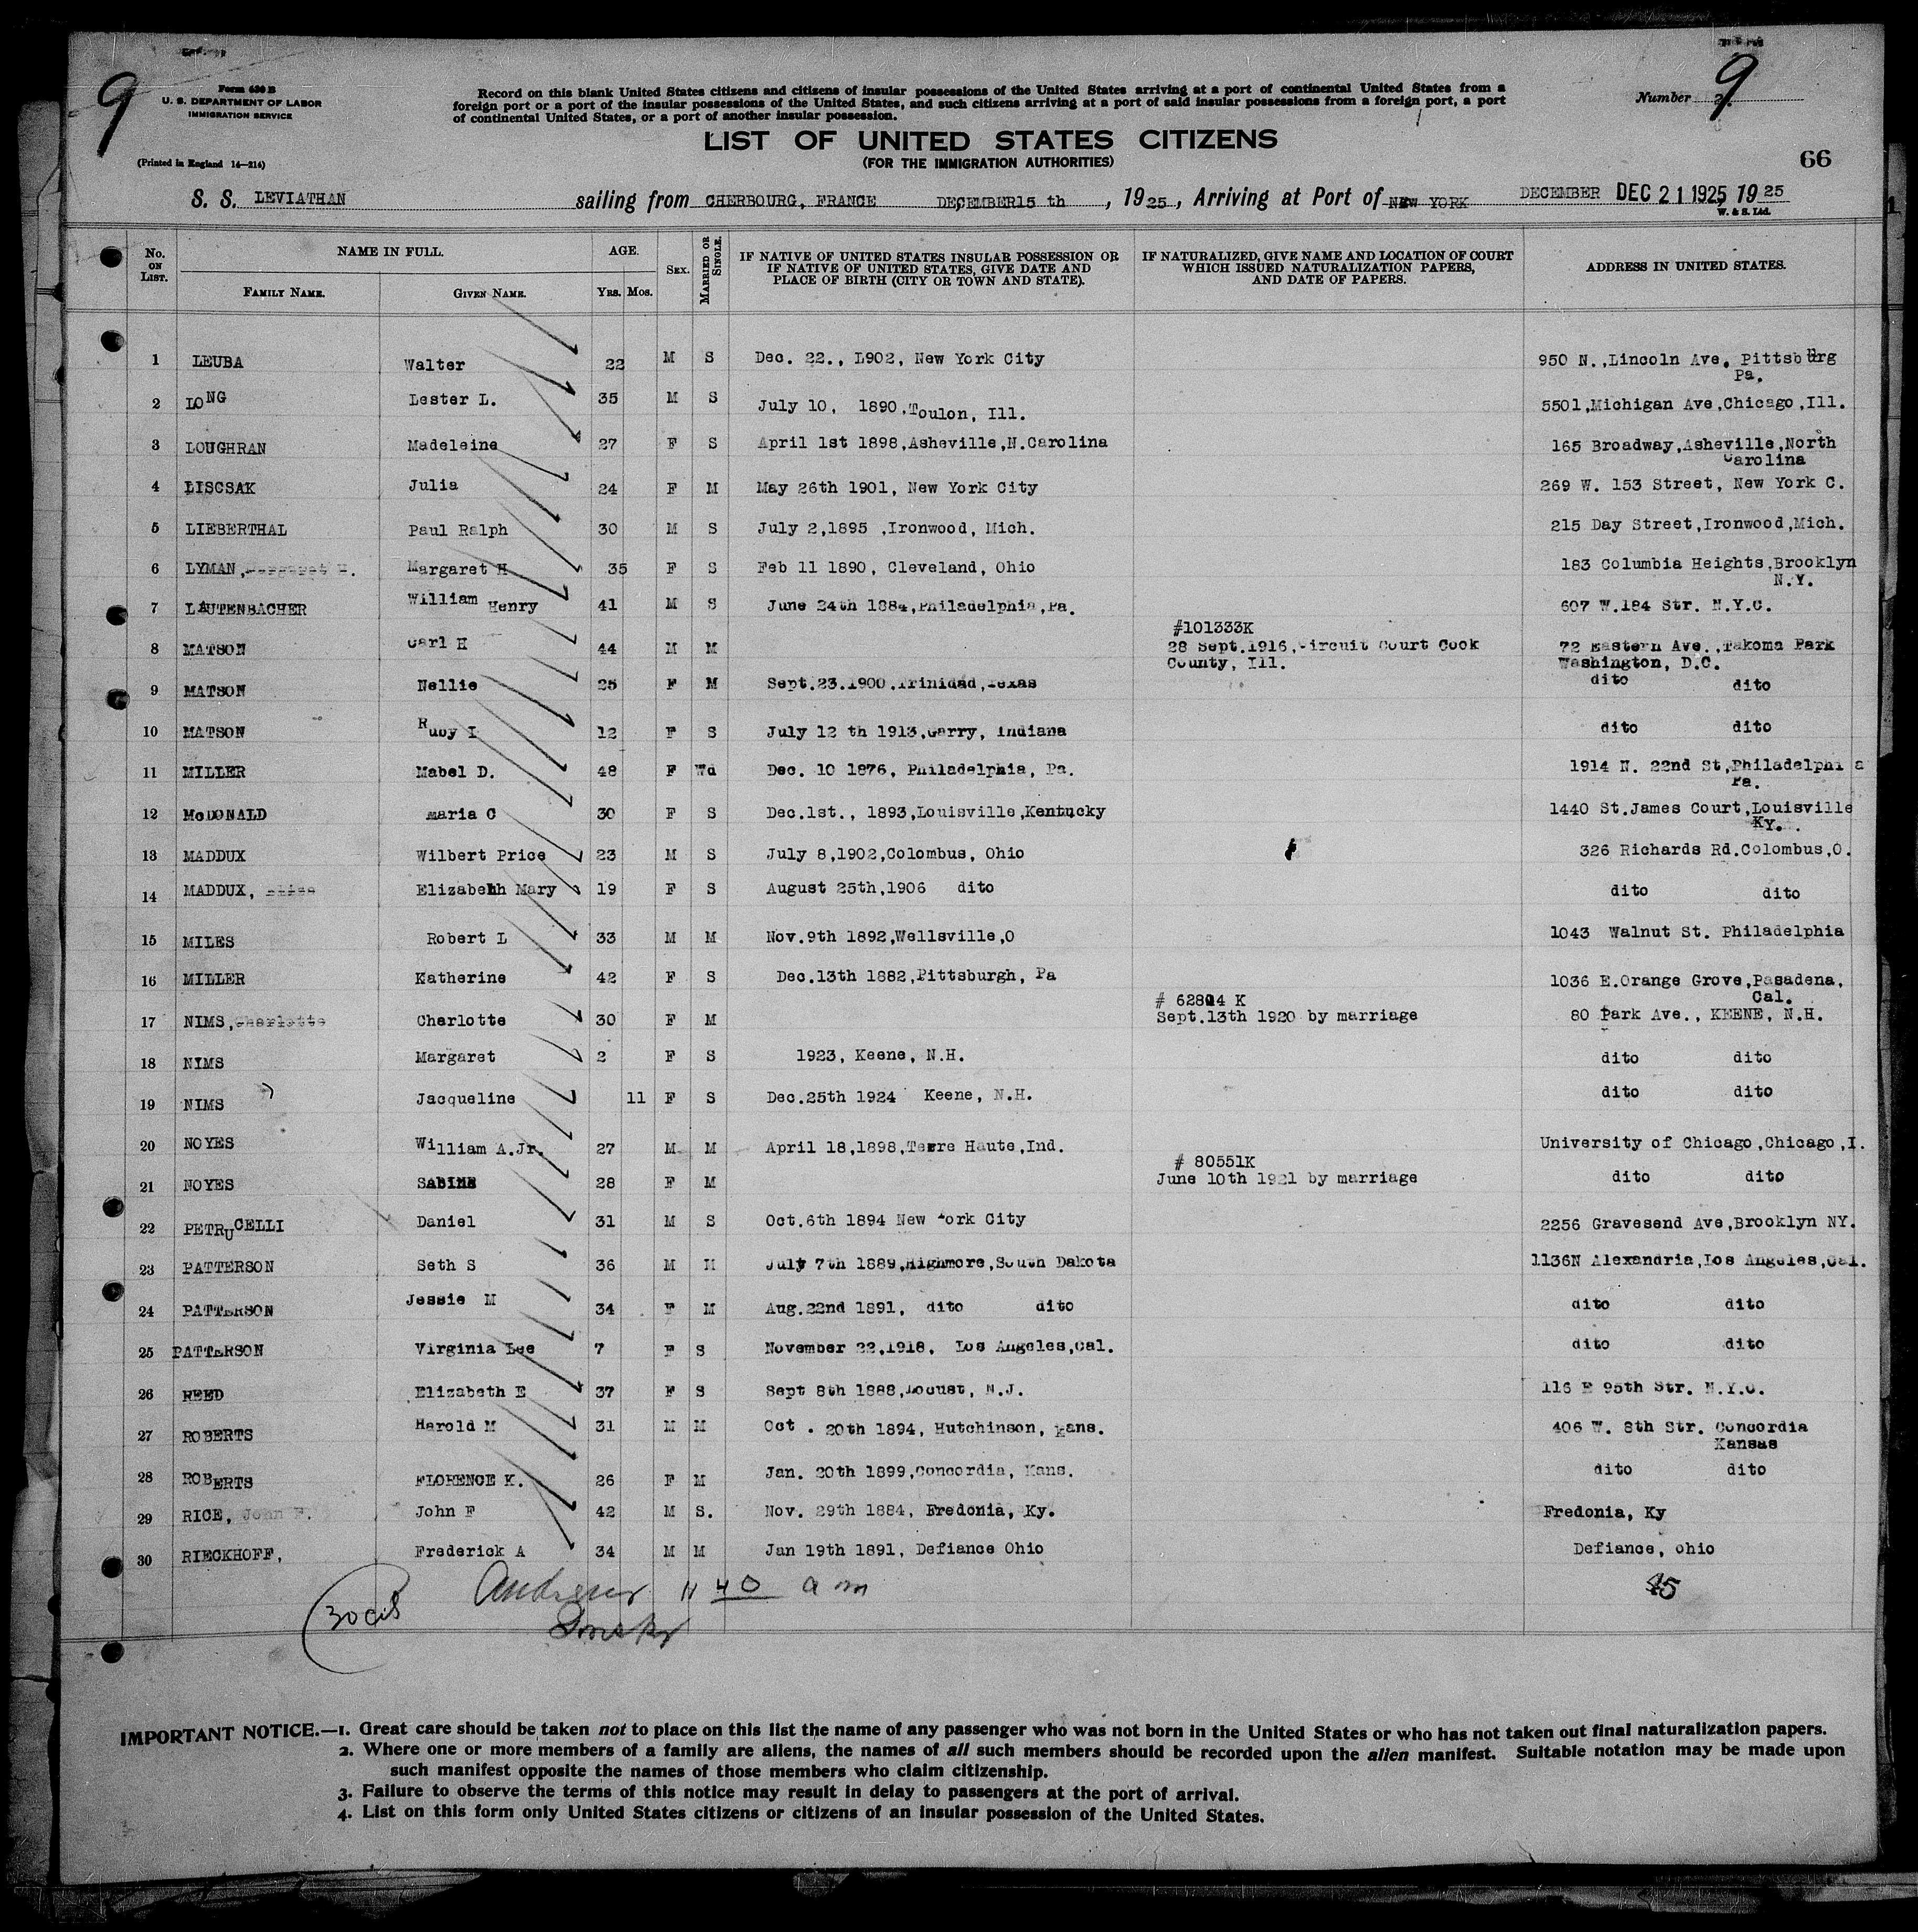 9
Form 630 B
U. S. DEPARTMENT OF LABOR
IMMIGRATION SERVICE
(Printed in England 14—214)
Record on this blank United States citizens and citizens of insular possessions of the United States arriving at a port of continental United States from a
foreign port or a port of the insular possessions of the United States, and such citizens arriving at a port of said insular possessions from a foreign port, a port
of continental United States, or a port of another insular possession.
Number 9
LIST OF UNITED STATES CITIZENS
(FOR THE IMMIGRATION AUTHORITIES)
66
S. S. LEVIATHAN sailing from CHERBOURG, FRANCE DECEMBER15 th , 1925, Arriving at Port of NEW YORK DECEMBER DEC 21 1925, 1925
W. & S. Ltd.
No. ON LIST. NAME IN FULL. FAMILY NAME. GIVEN NAME. AGE. YRS. MOS. SEX. MARRIED OR SINGLE. IF NATIVE OF UNITED STATES INSULAR POSSESSION OR IF NATIVE OF UNITED STATES, GIVE DATE AND PLACE OF BIRTH (CITY OR TOWN AND STATE). IF NATURALIZED, GIVE NAME AND LOCATION OF COURT WHICH ISSUED NATURALIZATION PAPERS, AND DATE OF PAPERS. ADDRESS IN UNITED STATES.
1 LEUBA Walter 22 M S Dec. 22., L902, New York City 950 N.,Lincoln Ave. Pittsburg
Pa.
2 LONG Lester L. 35 M S July 10, 1890,Toulon, Ill. 5501,Michigan Ave,Chicago,Ill.
3 LOUGHRAN Madeleine 27 F S April 1st 1898,Asheville,N.Carolina 165 Broadway,Asheville,North
Carolina
4 LISCSAK Julia 24 F M May 26th 1901, New York City 269 W. 153 Street, New York C.
5 LIEBERTHAL Paul Ralph 30 M S July 2,1895 ,Ironwood, Mich. 215 Day Street,Ironwood,Mich.
6 LYMAN, Margaret H. Margaret H 35 F S Feb 11 1890, Cleveland, Ohio 183 Columbia Heights,Brooklyn
N.Y.
7 LAUTENBACHER William Henry 41 M S June 24th 1884,Philadelphia,Pa. 607 W.184 Str. N.Y.C.
#101333K
8 MATSON Carl H 44 M M 28 Sept.1916,Circuit Court Cook 72 Eastern Ave.,Takoma Park
County, Ill. Washington, D.C.
9 MATSON Nellie 25 F M Sept.23.1900,Trinidad,Texas dito dito
10 MATSON Ruby I 12 F S July 12 th 1913,Garry, Indiana dito dito
11 MILLER Mabel D. 48 F Wd Dec. 10 1876, Philadelphia, Pa. 1914 N. 22nd St,Philadelphi a
Pa.
12 McDONALD maria C 30 F S Dec.1st., 1893,Louisville,Kentucky 1440 St.James Court,Louisville
KY.
13 MADDUX Wilbert Price 23 M S July 8,1902,Colombus, Ohio 326 Richards Rd.Colombus,O.
14 MADDUX, Elizabehh Mary 19 F S August 25th,1906 dito dito dito
15 MILES Robert L 33 M M Nov.9th 1892,Wellsville,O 1043 Walnut St. Philadelphia
16 MILLER Katherine 42 F S Dec.13th 1882,Pittsburgh, Pa 1036 E.Orange Grove,Pasadena,
Cal.
# 62804 K
17 NIMS,Charlotte Charlotte 30 F M Sept.13th 1920 by marriage 80 Park Ave., KEENE, N.H.
18 NIMS Margaret 2 F S 1923, Keene, N.H. dito dito
19 NIMS Jacqueline 11 F S Dec.25th 1924 Keene, N.H. dito dito
20 NOYES William A.Jr. 27 M M April 18,1898,Terre Haute,Ind. University of Chicago,Chicago,I.
# 80551K
21 NOYES SABINE 28 F M June 10th 1921 by marriage dito dito
22 PETRUCELLI Daniel 31 M S Oct.6th 1894 New York City 2256 Gravesend Ave,Brooklyn NY.
23 PATTERSON Seth S 36 M M July 7th 1889,Highmore,South Dakota 1136N Alexandria,Los Angeles,Cal.
24 PATTERSON Jessie M 34 F M Aug.22nd 1891, dito dito dito dito
25 PATTERSON Virginia Lee 7 F S November 22,1918, Los Angeles,Cal. dito dito
26 REED Elizabeth E 37 F S Sept 8th 1888,Locust, N.J. 116 E 95th Str. N.Y.C.
27 ROBERTS Harold M 31 M M Oct . 20th 1894, Hutchinson, Kans. 406 W. 8th Str. Concordia
Kansas
28 ROBERTS FLORENCE K. 26 F M Jan. 20th 1899,Concordia, Kans. dito dito
29 RICE, John F. John F 42 M S. Nov. 29th 1884, Fredonia, Ky. Fredonia, Ky
30 RIECKHOFF, Frederick A 34 M M Jan 19th 1891, Defiance Ohio Defiance, ohio
30 cit Andrew 11 40 a m
IMPORTANT NOTICE.—1. Great care should be taken not to place on this list the name of any passenger who was not born in the United States or who has not taken out final naturalization papers.
2. Where one or more members of a family are aliens, the names of all such members should be recorded upon the alien manifest. Suitable notation may be made upon
such manifest opposite the names of those members who claim citizenship.
3. Failure to observe the terms of this notice may result in delay to passengers at the port of arrival.
4. List on this form only United States citizens or citizens of an insular possession of the United States.